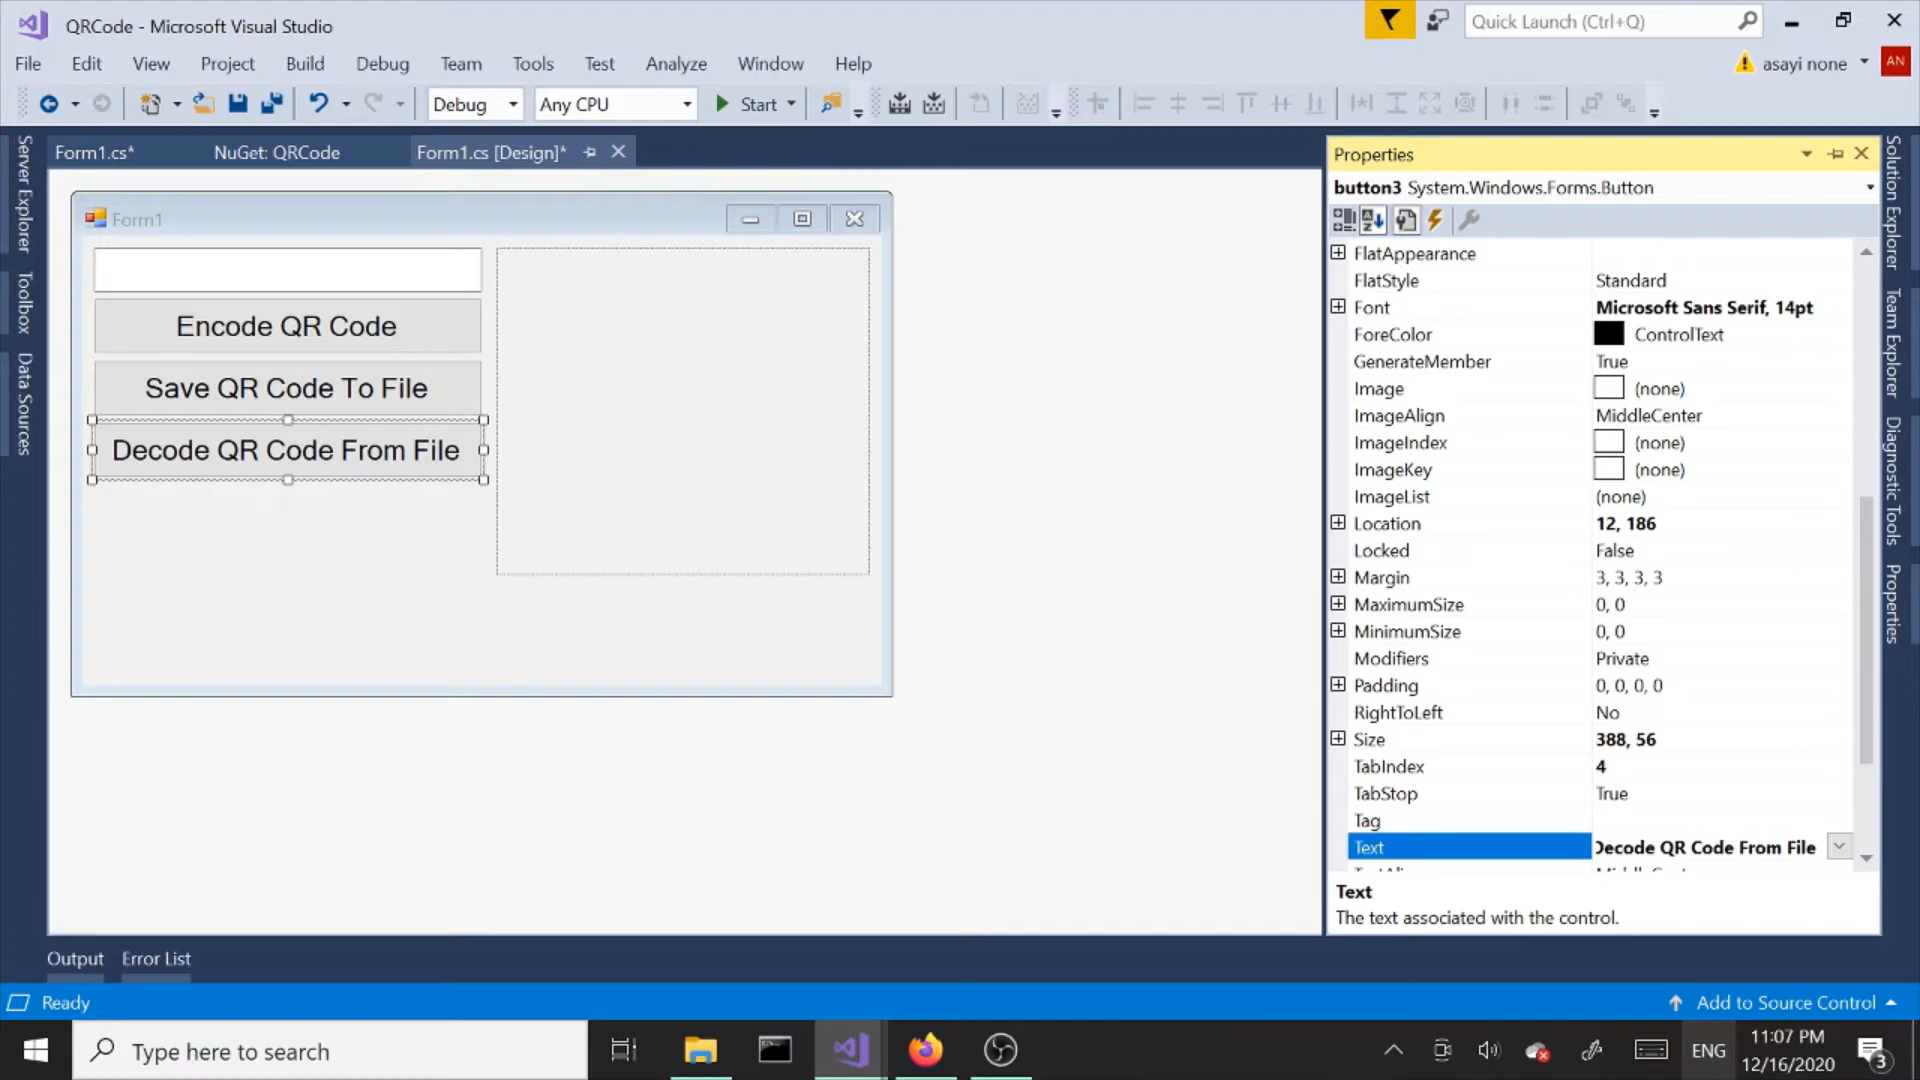 QRCode - Microsoft Visual Studio
Quick Launch (Ctrl+Q)
File Edit View Project Build Debug Team Tools Test Analyze Window Help
asayi none
AN
Debug Any CPU Start
Server Explorer
Toolbox
Data Sources
Form1.cs* NuGet: QRCode Form1.cs [Design]*
Form1
Encode QR Code
Save QR Code To File
Decode QR Code From File
Properties
button3 System.Windows.Forms.Button
FlatAppearance
FlatStyle Standard
Font Microsoft Sans Serif, 14pt
ForeColor ControlText
GenerateMember True
Image (none)
ImageAlign MiddleCenter
ImageIndex (none)
ImageKey (none)
ImageList (none)
Location 12, 186
Locked False
Margin 3, 3, 3, 3
MaximumSize 0, 0
MinimumSize 0, 0
Modifiers Private
Padding 0, 0, 0, 0
RightToLeft No
Size 388, 56
TabIndex 4
TabStop True
Tag
Text Decode QR Code From File
Text
The text associated with the control.
Solution Explorer
Team Explorer
Diagnostic Tools
Properties
Output Error List
Ready
Add to Source Control
Type here to search
ENG
11:07 PM
12/16/2020
3